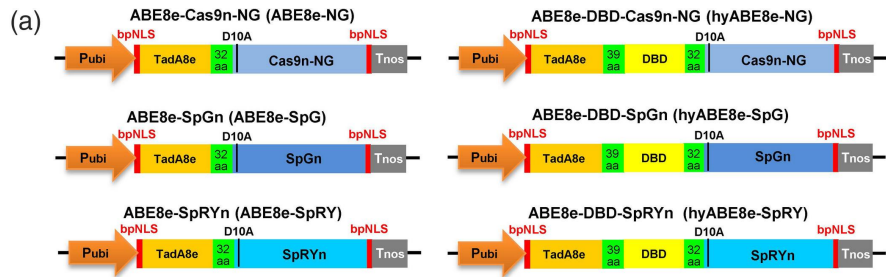 (a)
ABE8e-Cas9n-NG (ABE8e-NG)
bpNLS D10A bpNLS
Pubi TadA8e 32 aa Cas9n-NG Tnos
ABE8e-DBD-Cas9n-NG (hyABE8e-NG)
bpNLS D10A bpNLS
Pubi TadA8e 39 aa DBD 32 aa Cas9n-NG Tnos
ABE8e-SpGn (ABE8e-SpG)
bpNLS D10A bpNLS
Pubi TadA8e 32 aa SpGn Tnos
ABE8e-DBD-SpGn (hyABE8e-SpG)
bpNLS D10A bpNLS
Pubi TadA8e 39 aa DBD 32 aa SpGn Tnos
ABE8e-SpRYn (ABE8e-SpRY)
bpNLS D10A bpNLS
Pubi TadA8e 32 aa SpRYn Tnos
ABE8e-DBD-SpRYn (hyABE8e-SpRY)
bpNLS D10A bpNLS
Pubi TadA8e 39 aa DBD 32 aa SpRYn Tnos